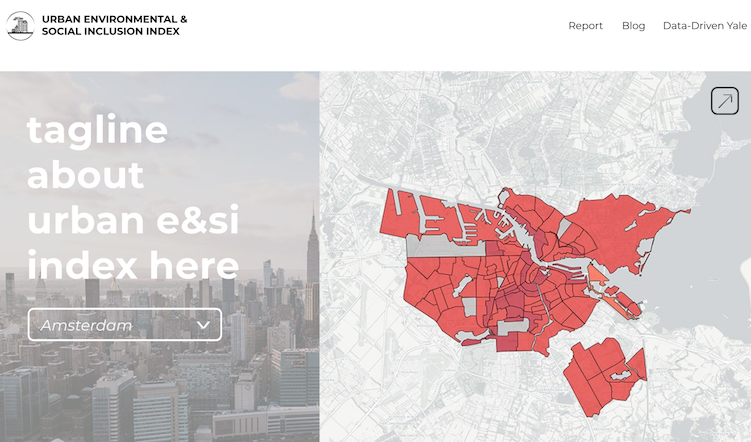 URBAN ENVIRONMENTAL &
SOCIAL INCLUSION INDEX
Report Blog Data-Driven Yale
tagline
about
urban e&si
index here
Amsterdam